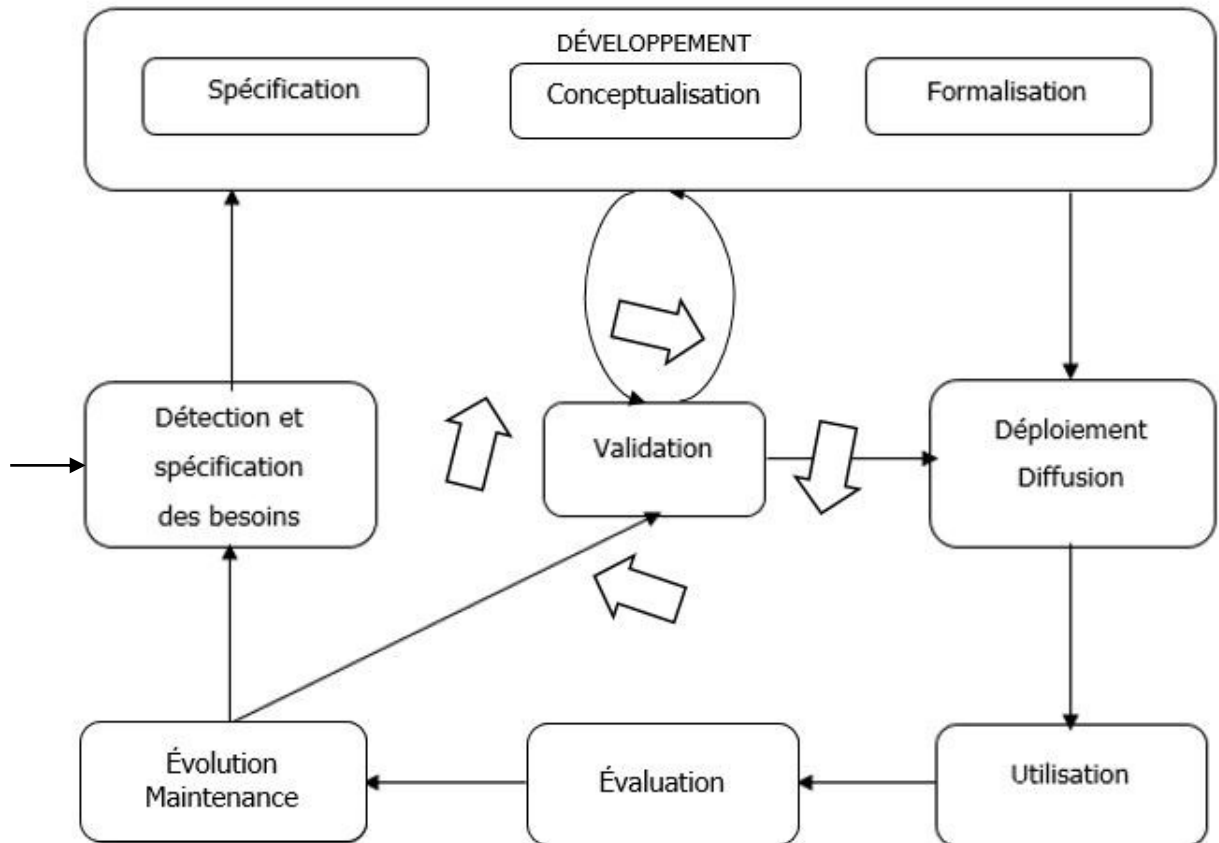 DÉVELOPPEMENT
Spécification
Conceptualisation
Formalisation
Détection et
spécification
des besoins
Validation
Déploiement
Diffusion
Évolution
Maintenance
Évaluation
Utilisation